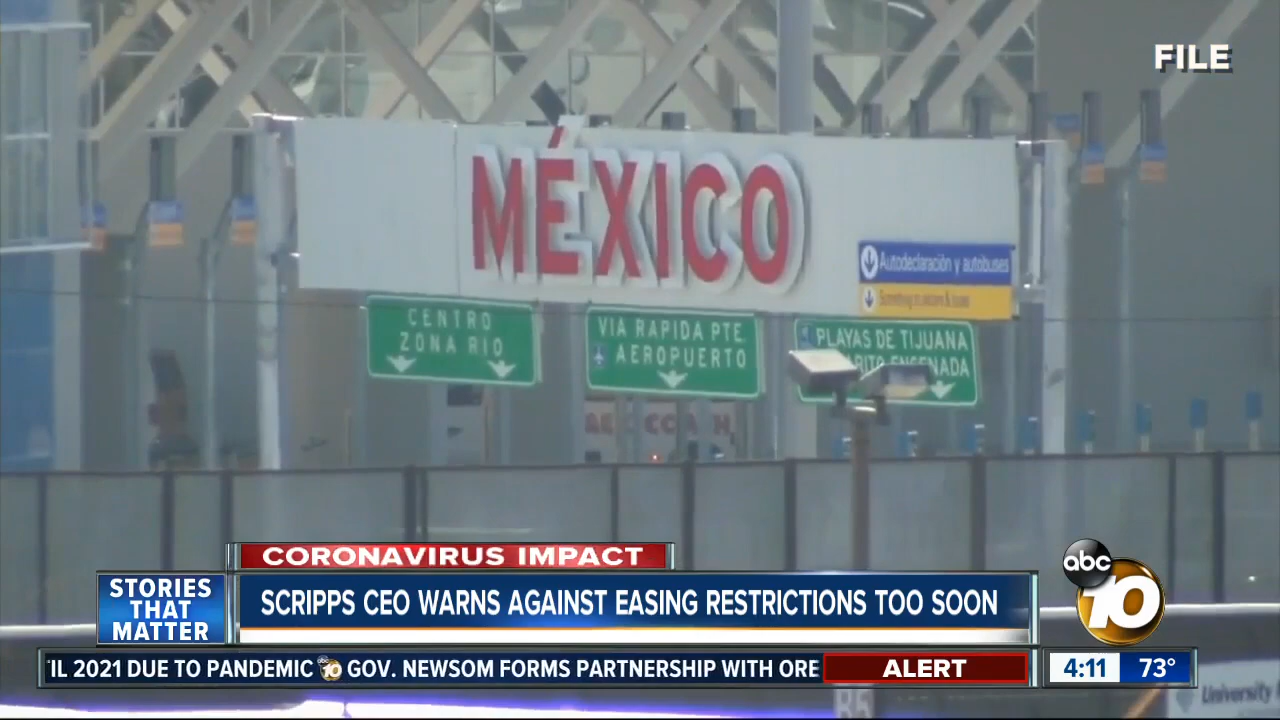 FILE
MÉXICO
Autodeclaración y autobuses
CENTRO
ZONA RIO
VIA RAPIDA PTE.
AEROPUERTO
PLAYAS DE TIJUANA
ENSENADA
CORONAVIRUS IMPACT
STORIES
THAT
MATTER
SCRIPPS CEO WARNS AGAINST EASING RESTRICTIONS TOO SOON
abc
10
'IL 2021 DUE TO PANDEMIC 10 GOV. NEWSOM FORMS PARTNERSHIP WITH ORE
ALERT
4:11 73°
B5
University